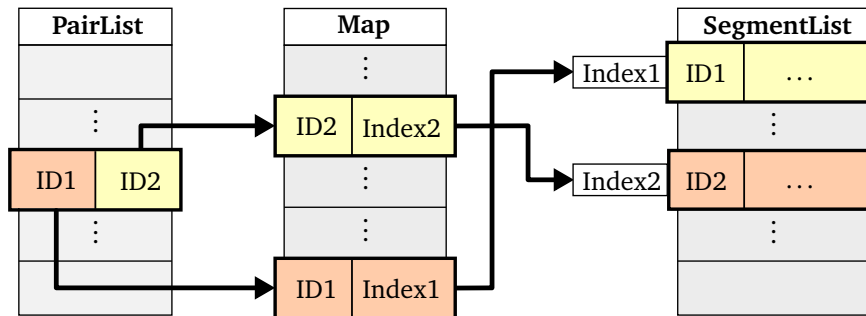 PairList
⋮
ID1 ID2
⋮
Map
⋮
ID2 Index2
⋮
⋮
ID1 Index1
SegmentList
Index1 ID1 ...
⋮
Index2 ID2 ...
⋮